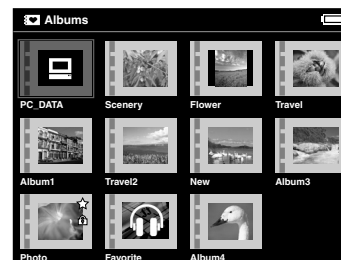 Albums
PC_DATA Scenery Flower Travel
Album1 Travel2 New Album3
Photo Favorite Album4